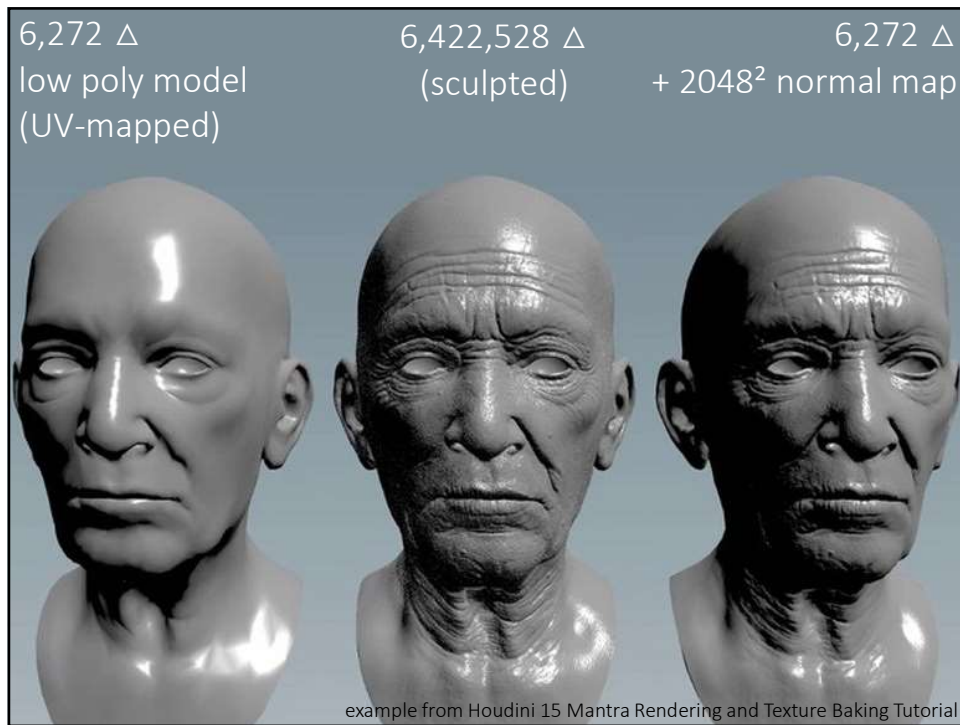 6,272 △
low poly model
(UV-mapped)
6,422,528 △
(sculpted)
6,272 △
+ 2048² normal map
example from Houdini 15 Mantra Rendering and Texture Baking Tutorial